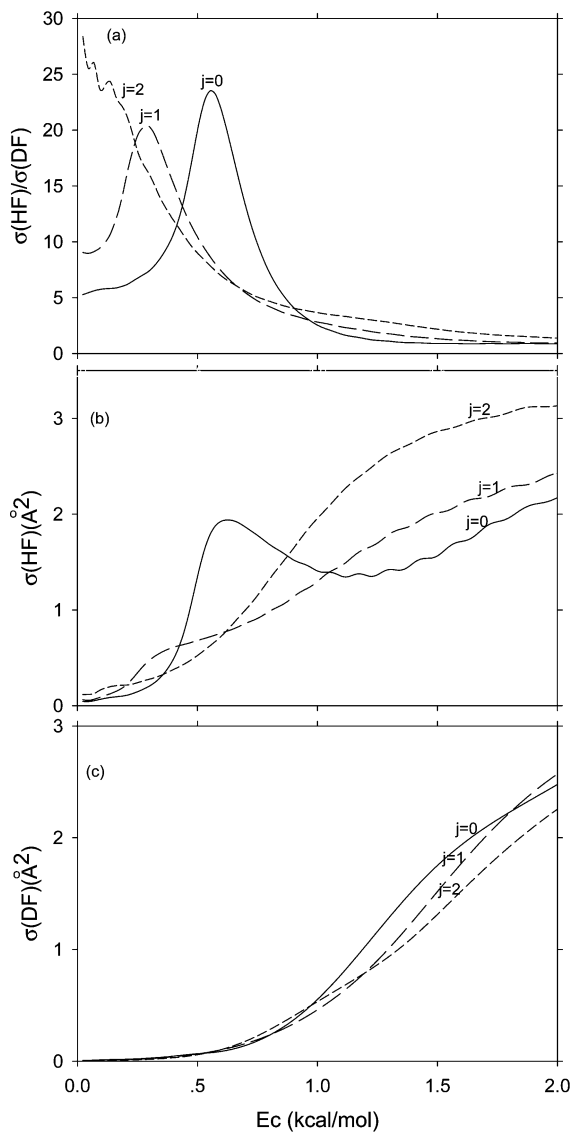 30
(a)
25
j=2
j=0
j=1
20
σ(HF)/σ(DF)
15
10
5
0
(b)
3
j=2
j=1
2
j=0
σ(HF)(Å2)
1
0
3
(c)
j=0
2
j=1
j=2
σ(DF)(Å2)
1
0
0.0 .5 1.0 1.5 2.0
Ec (kcal/mol)